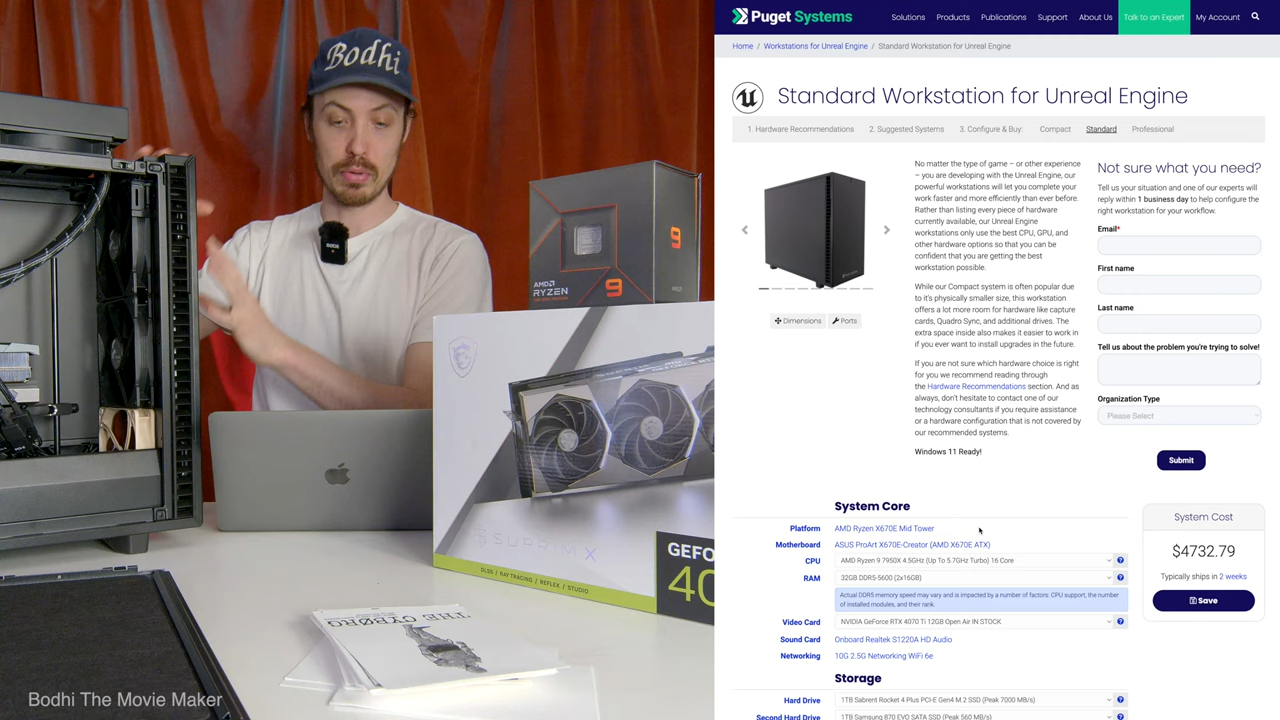 Bodhi
AMD
RYZEN
9
9
SUPRIM X
DLSS / RAY TRACING / REFLEX / STUDIO
GEFO
40
THE CYBORG
Bodhi The Movie Maker
Puget Systems
Solutions
Products
Publications
Support
About Us
Talk to an Expert
My Account
Home / Workstations for Unreal Engine / Standard Workstation for Unreal Engine
Standard Workstation for Unreal Engine
1. Hardware Recommendations
2. Suggested Systems
3. Configure & Buy:
Compact
Standard
Professional
Dimensions
Ports
No matter the type of game – or other experience
– you are developing with the Unreal Engine, our
powerful workstations will let you complete your
work faster and more efficiently than ever before.
Rather than listing every piece of hardware
currently available, our Unreal Engine
workstations only use the best CPU, GPU, and
other hardware options so that you can be
confident that you are getting the best
workstation possible.
While our Compact system is often popular due
to it's physically smaller size, this workstation
offers a lot more room for hardware like capture
cards, Quadro Sync, and additional drives. The
extra space inside also makes it easier to work in
if you ever want to install upgrades in the future.
If you are not sure which hardware choice is right
for you we recommend reading through
the Hardware Recommendations section. And as
always, don't hesitate to contact one of our
technology consultants if you require assistance
or a hardware configuration that is not covered by
our recommended systems.
Windows 11 Ready!
Not sure what you need?
Tell us your situation and one of our experts will
reply within 1 business day to help configure the
right workstation for your workflow.
Email*
First name
Last name
Tell us about the problem you're trying to solve!
Organization Type
Please Select
Submit
System Core
Platform AMD Ryzen X670E Mid Tower
Motherboard ASUS ProArt X670E-Creator (AMD X670E ATX)
CPU AMD Ryzen 9 7950X 4.5GHz (Up To 5.7GHz Turbo) 16 Core
RAM 32GB DDR5-5600 (2x16GB)
Actual DDR5 memory speed may vary and is impacted by a number of factors: CPU support, the number
of installed modules, and their rank.
Video Card NVIDIA GeForce RTX 4070 Ti 12GB Open Air IN STOCK
Sound Card Onboard Realtek S1220A HD Audio
Networking 10G 2.5G Networking WiFi 6e
Storage
Hard Drive 1TB Sabrent Rocket 4 Plus PCI-E Gen4 M.2 SSD (Peak 7000 MB/s)
Second Hard Drive 1TB Samsung 870 EVO SATA SSD (Peak 560 MB/s)
System Cost
$4732.79
Typically ships in 2 weeks
Save